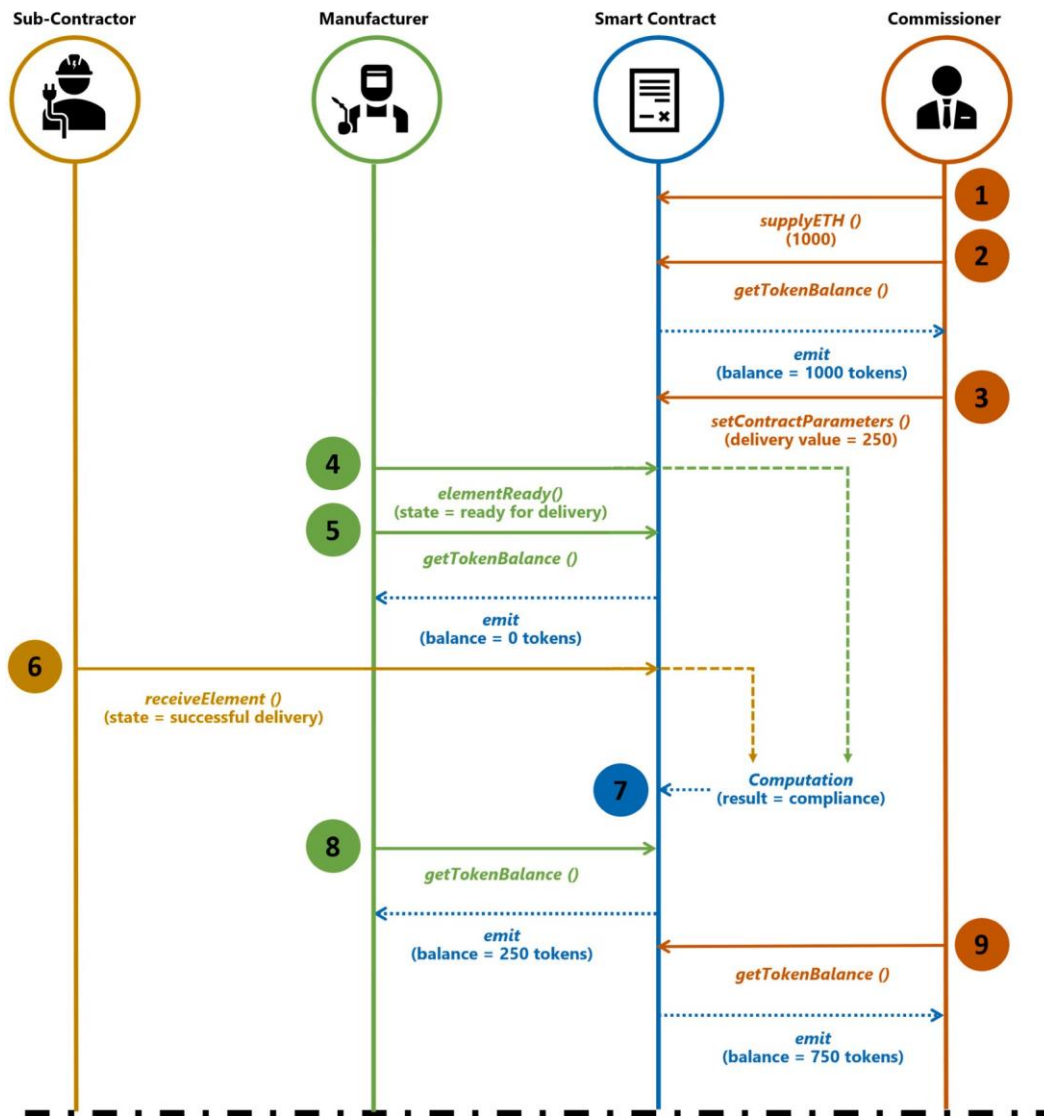 Sub-Contractor
Manufacturer
Smart Contract
Commissioner
1
supplyETH ()
(1000)
2
getTokenBalance ()
emit
(balance = 1000 tokens)
3
setContractParameters ()
(delivery value = 250)
4
elementReady()
(state = ready for delivery)
5
getTokenBalance ()
emit
(balance = 0 tokens)
6
receiveElement ()
(state = successful delivery)
Computation
(result = compliance)
7
8
getTokenBalance ()
emit
(balance = 250 tokens)
9
getTokenBalance ()
emit
(balance = 750 tokens)